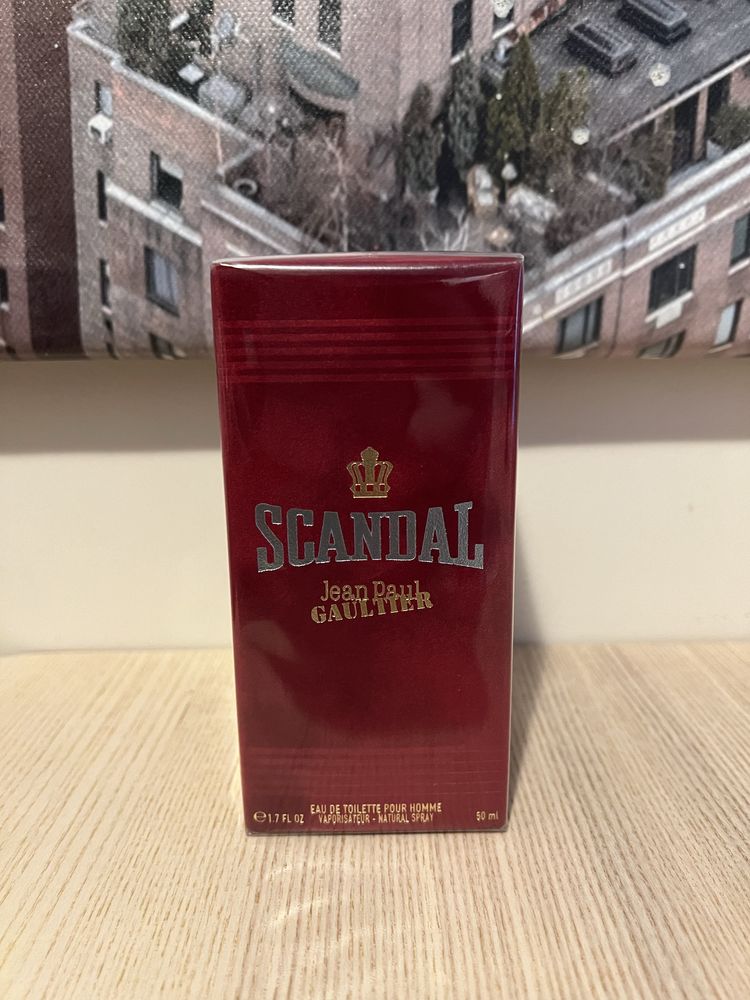 SCANDAL
Jean Paul
GAULTIER
EAU DE TOILETTE POUR HOMME
℮ 1.7 FL OZ VAPORISATEUR - NATURAL SPRAY 50 ml